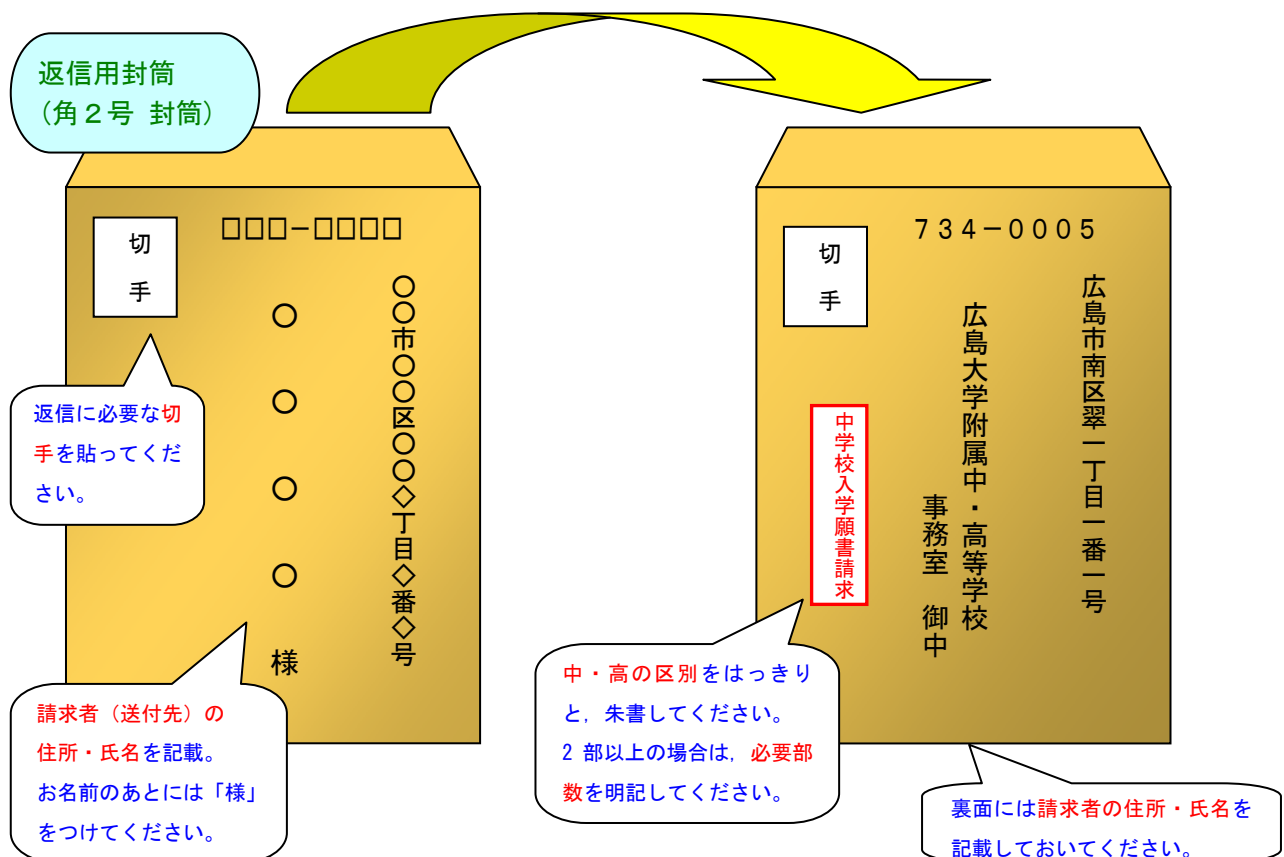 返信用封筒
(角２号 封筒)
切
手
□□□－□□□□
○○市○○区○○◇丁目◇番◇号
○○○○様
返信に必要な切
手を貼ってくだ
さい。
請求者（送付先）の
住所・氏名を記載。
お名前のあとには「様」
をつけてください。
切
手
７３４－０００５
広島市南区翠一丁目一番一号
広島大学附属中・高等学校
事務室 御中
中学校入学願書請求
中・高の区別をはっきり
と，朱書してください。
2 部以上の場合は，必要部
数を明記してください。
裏面には請求者の住所・氏名を
記載しておいてください。